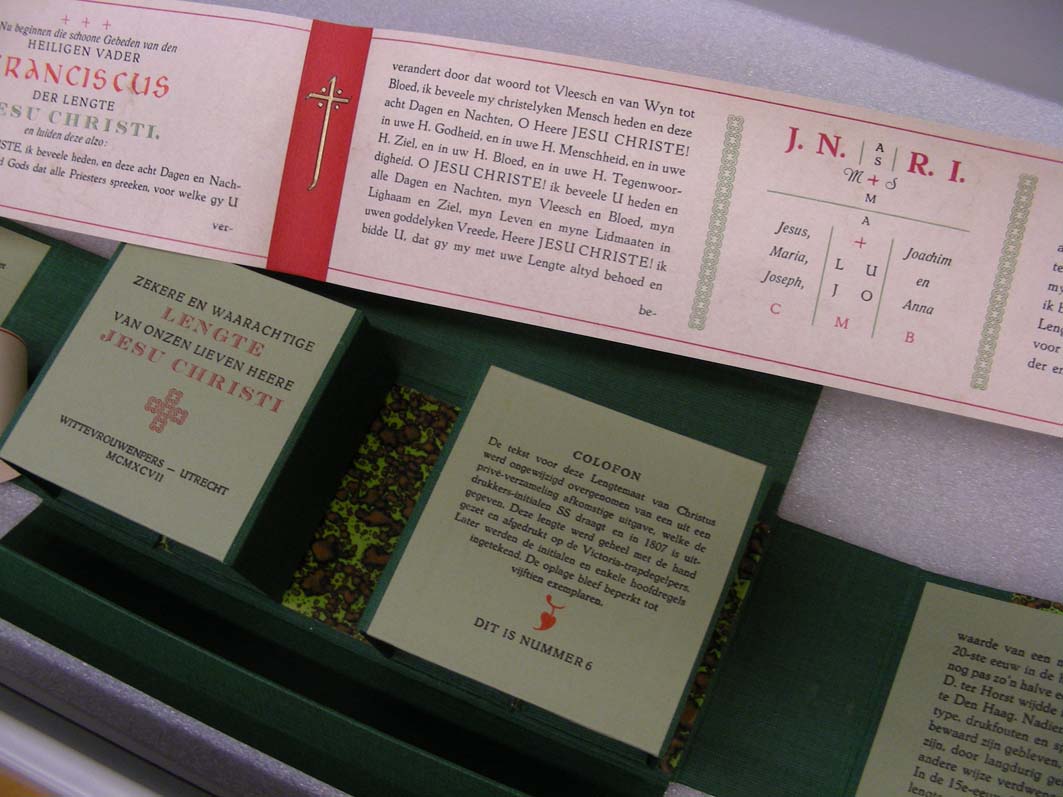 + + +
Nu beginnen die schoone Gebeden van den
HEILIGEN VADER
FRANCISCUS
DER LENGTE
JESU CHRISTI.
en luiden deze alzo:
ik beveele heden, en deze acht Dagen en Nach-
Gods dat alle Priesters spreeken, voor welke gy U
ver-
verandert door dat woord tot Vleesch en van Wyn tot
Bloed, ik beveele my christelyken Mensch heden en deze
acht Dagen en Nachten, O Heere JESU CHRISTE!
in uwe H. Godheid, en in uwe H. Menschheid, en in uwe
H. Ziel, en in uw H. Bloed, en in uwe H. Tegenwoor-
digheid. O JESU CHRISTE! ik beveele U heden en
alle Dagen en Nachten, myn Vleesch en Bloed, myn
Lighaam en Ziel, myn Leven en myne Lidmaaten in
uwen goddelyken Vreede, Heere JESU CHRISTE! ik
bidde U, dat gy my met uwe Lengte altyd behoed en
be-
J. N. A R. I.
S
M + S
M
A
+
Jesus,
Maria,
Joseph,
L U
J O
Joachim
en
Anna
C M B
ZEKERE EN WAARACHTIGE
LENGTE
VAN ONZEN LIEVEN HEERE
JESU CHRISTI
WITTEVROUWENPERS – UTRECHT
MCMXCVII
COLOFON
De tekst voor deze Lengtemaat van Christus
werd ongewijzigd overgenomen van een uit een
privé-verzameling afkomstige uitgave, welke de
drukkers-initialen SS draagt en in 1807 is uit-
gegeven. Deze lengte werd geheel met de hand
gezet en afgedrukt op de Victoria-trapdegelpers.
Later werden de initialen en enkele hoofdregels
ingetekend. De oplage bleef beperkt tot
vijftien exemplaren.
DIT IS NUMMER 6
waarde van een
20-ste eeuw in de
nog pas zo'n halve
D. ter Horst wijdde
te Den Haag. Nadien
type, drukfouten en
bewaard zijn gebleven,
zijn, door langdurig
andere wijze
In de